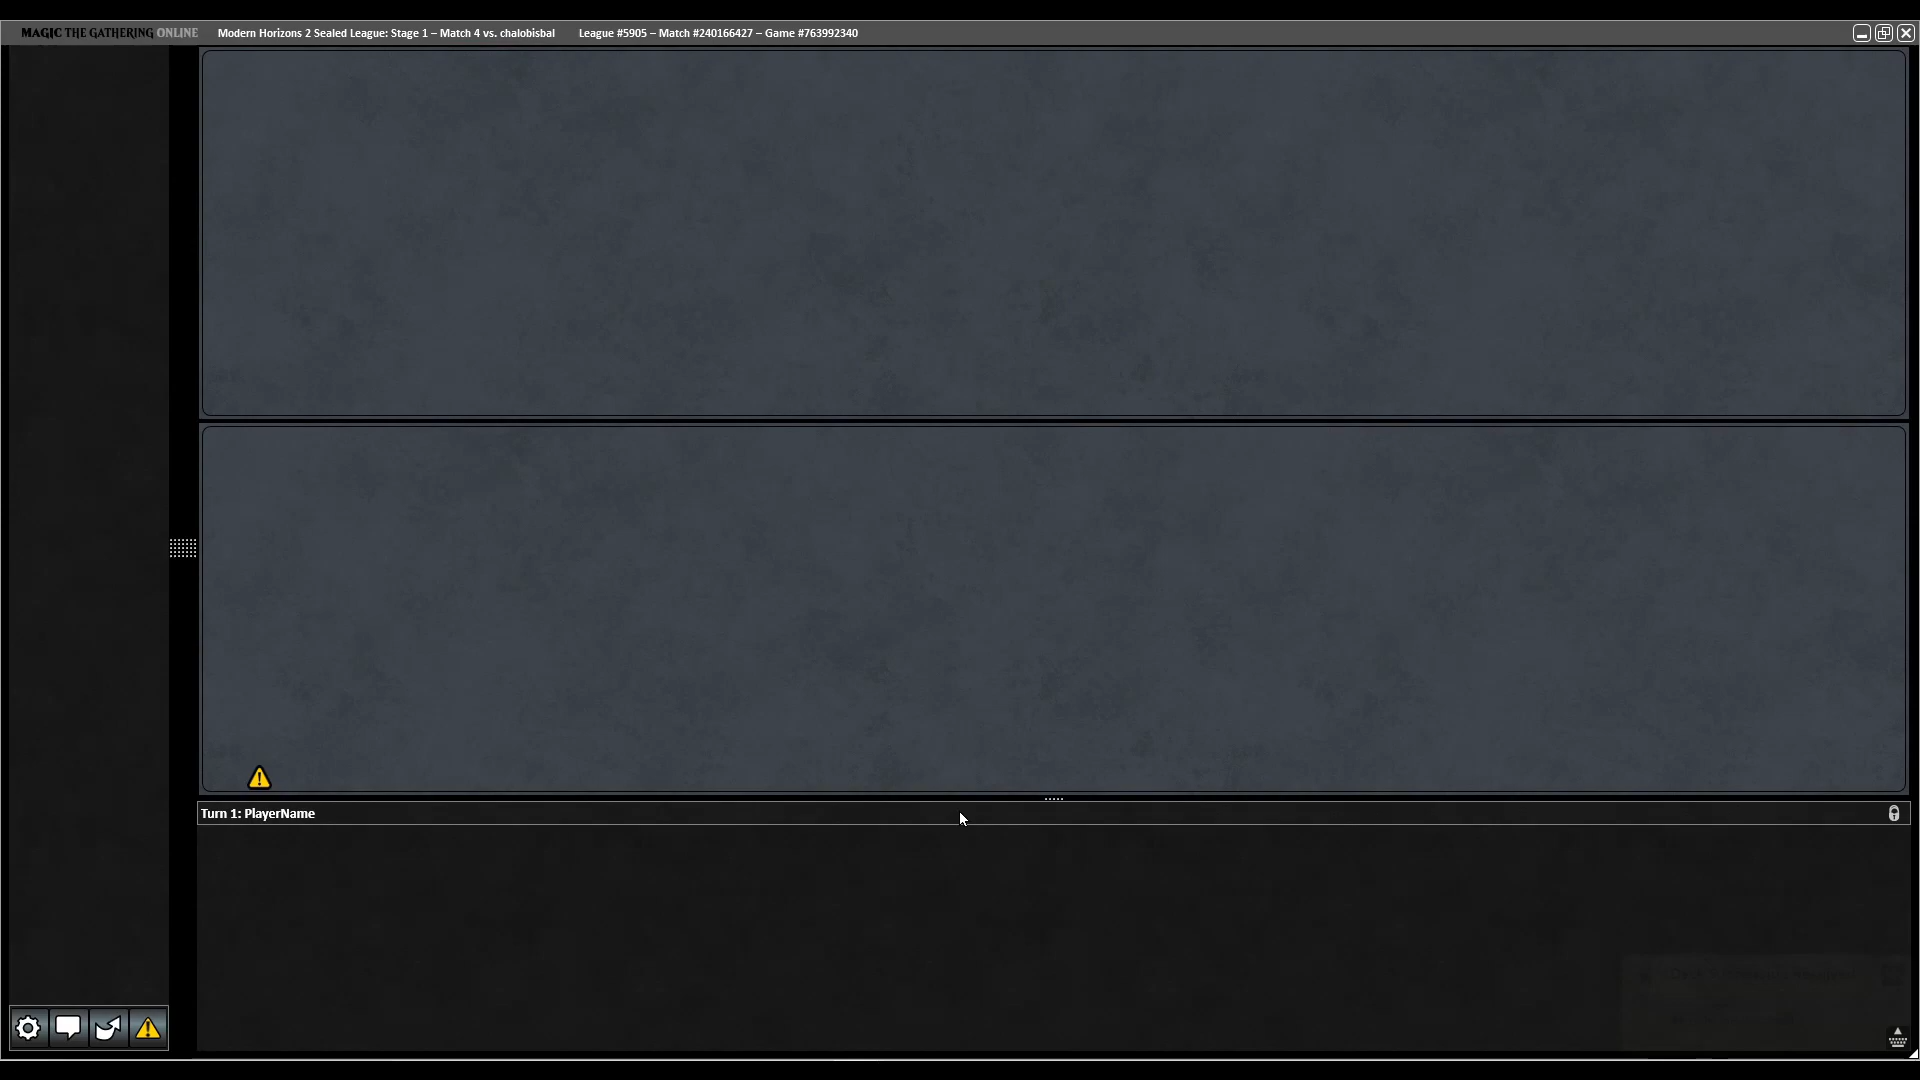 MAGIC THE GATHERING ONLINE
Modern Horizons 2 Sealed League: Stage 1 – Match 4 vs. chalobisbal
League #5905 – Match #240166427 – Game #763992340
Turn 1: PlayerName